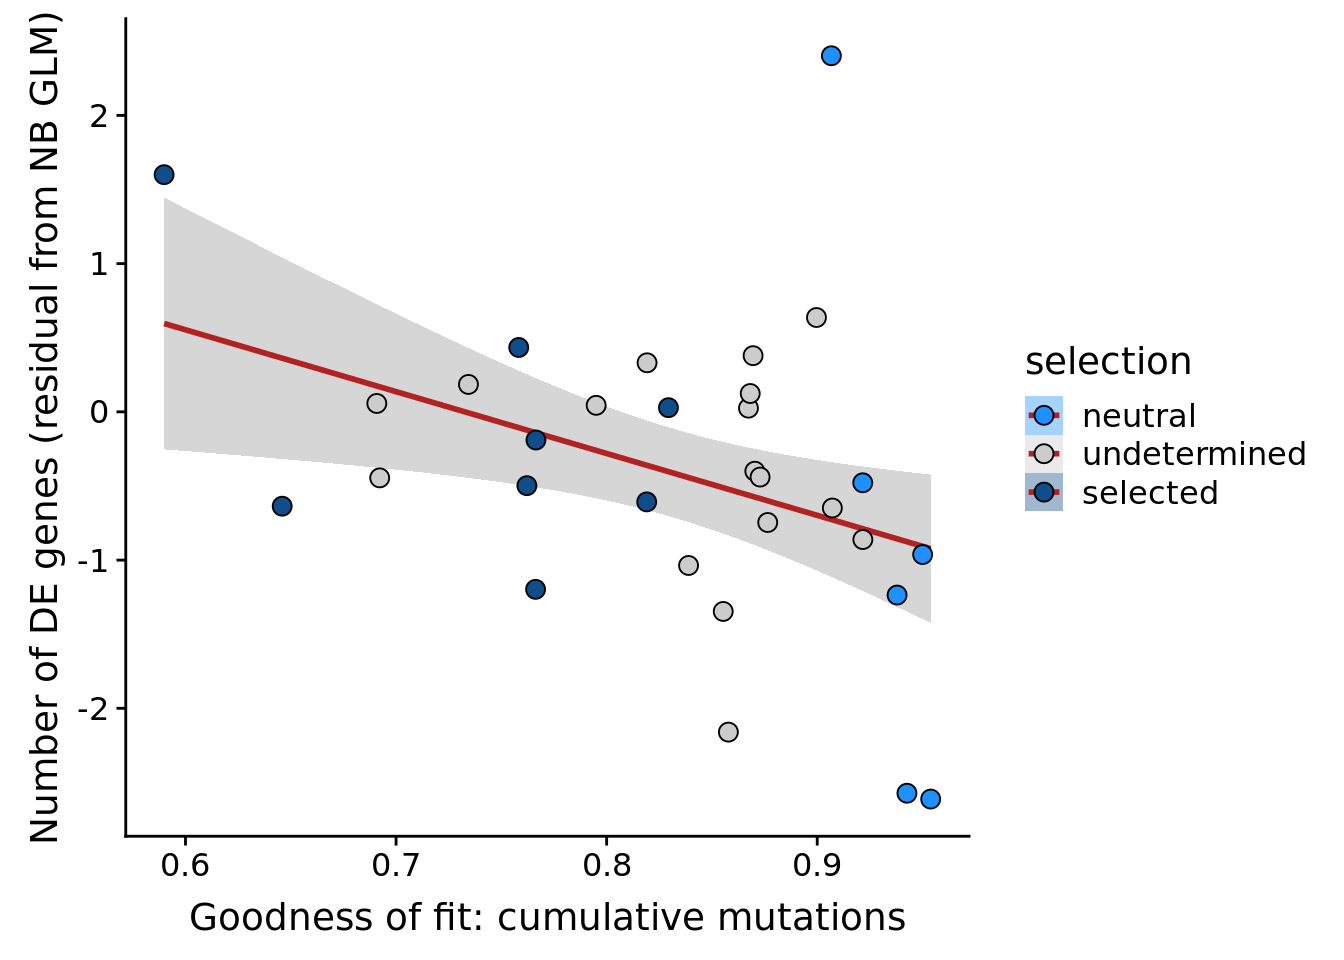 Number of DE genes (residual from NB GLM)
2
1
0
-1
-2
0.6 0.7 0.8 0.9
Goodness of fit: cumulative mutations
selection
neutral
undetermined
selected